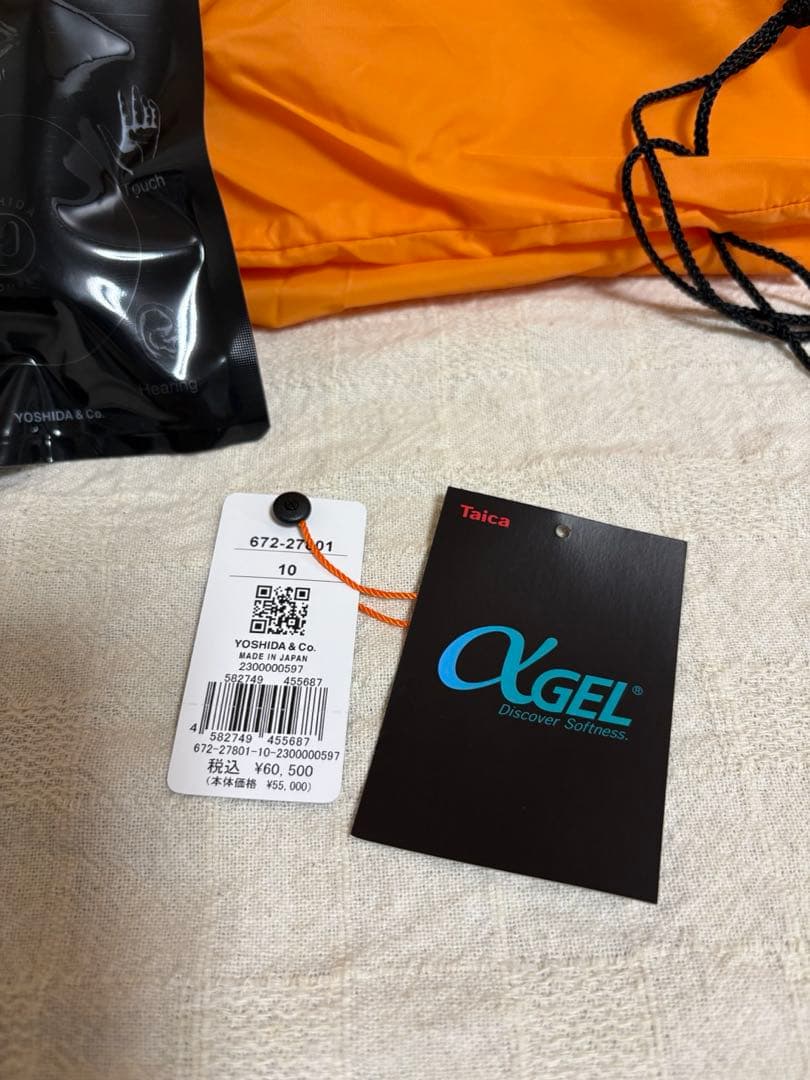 Touch
Hearing
YOSHIDA & Co.
672-27801
10
YOSHIDA & Co.
MADE IN JAPAN
2300000597
582749 455687
4 582749 455687
672-27801-10-2300000597
税込 ¥60,500
(本体価格 ¥55,000)
Taica
αGEL®
Discover Softness.